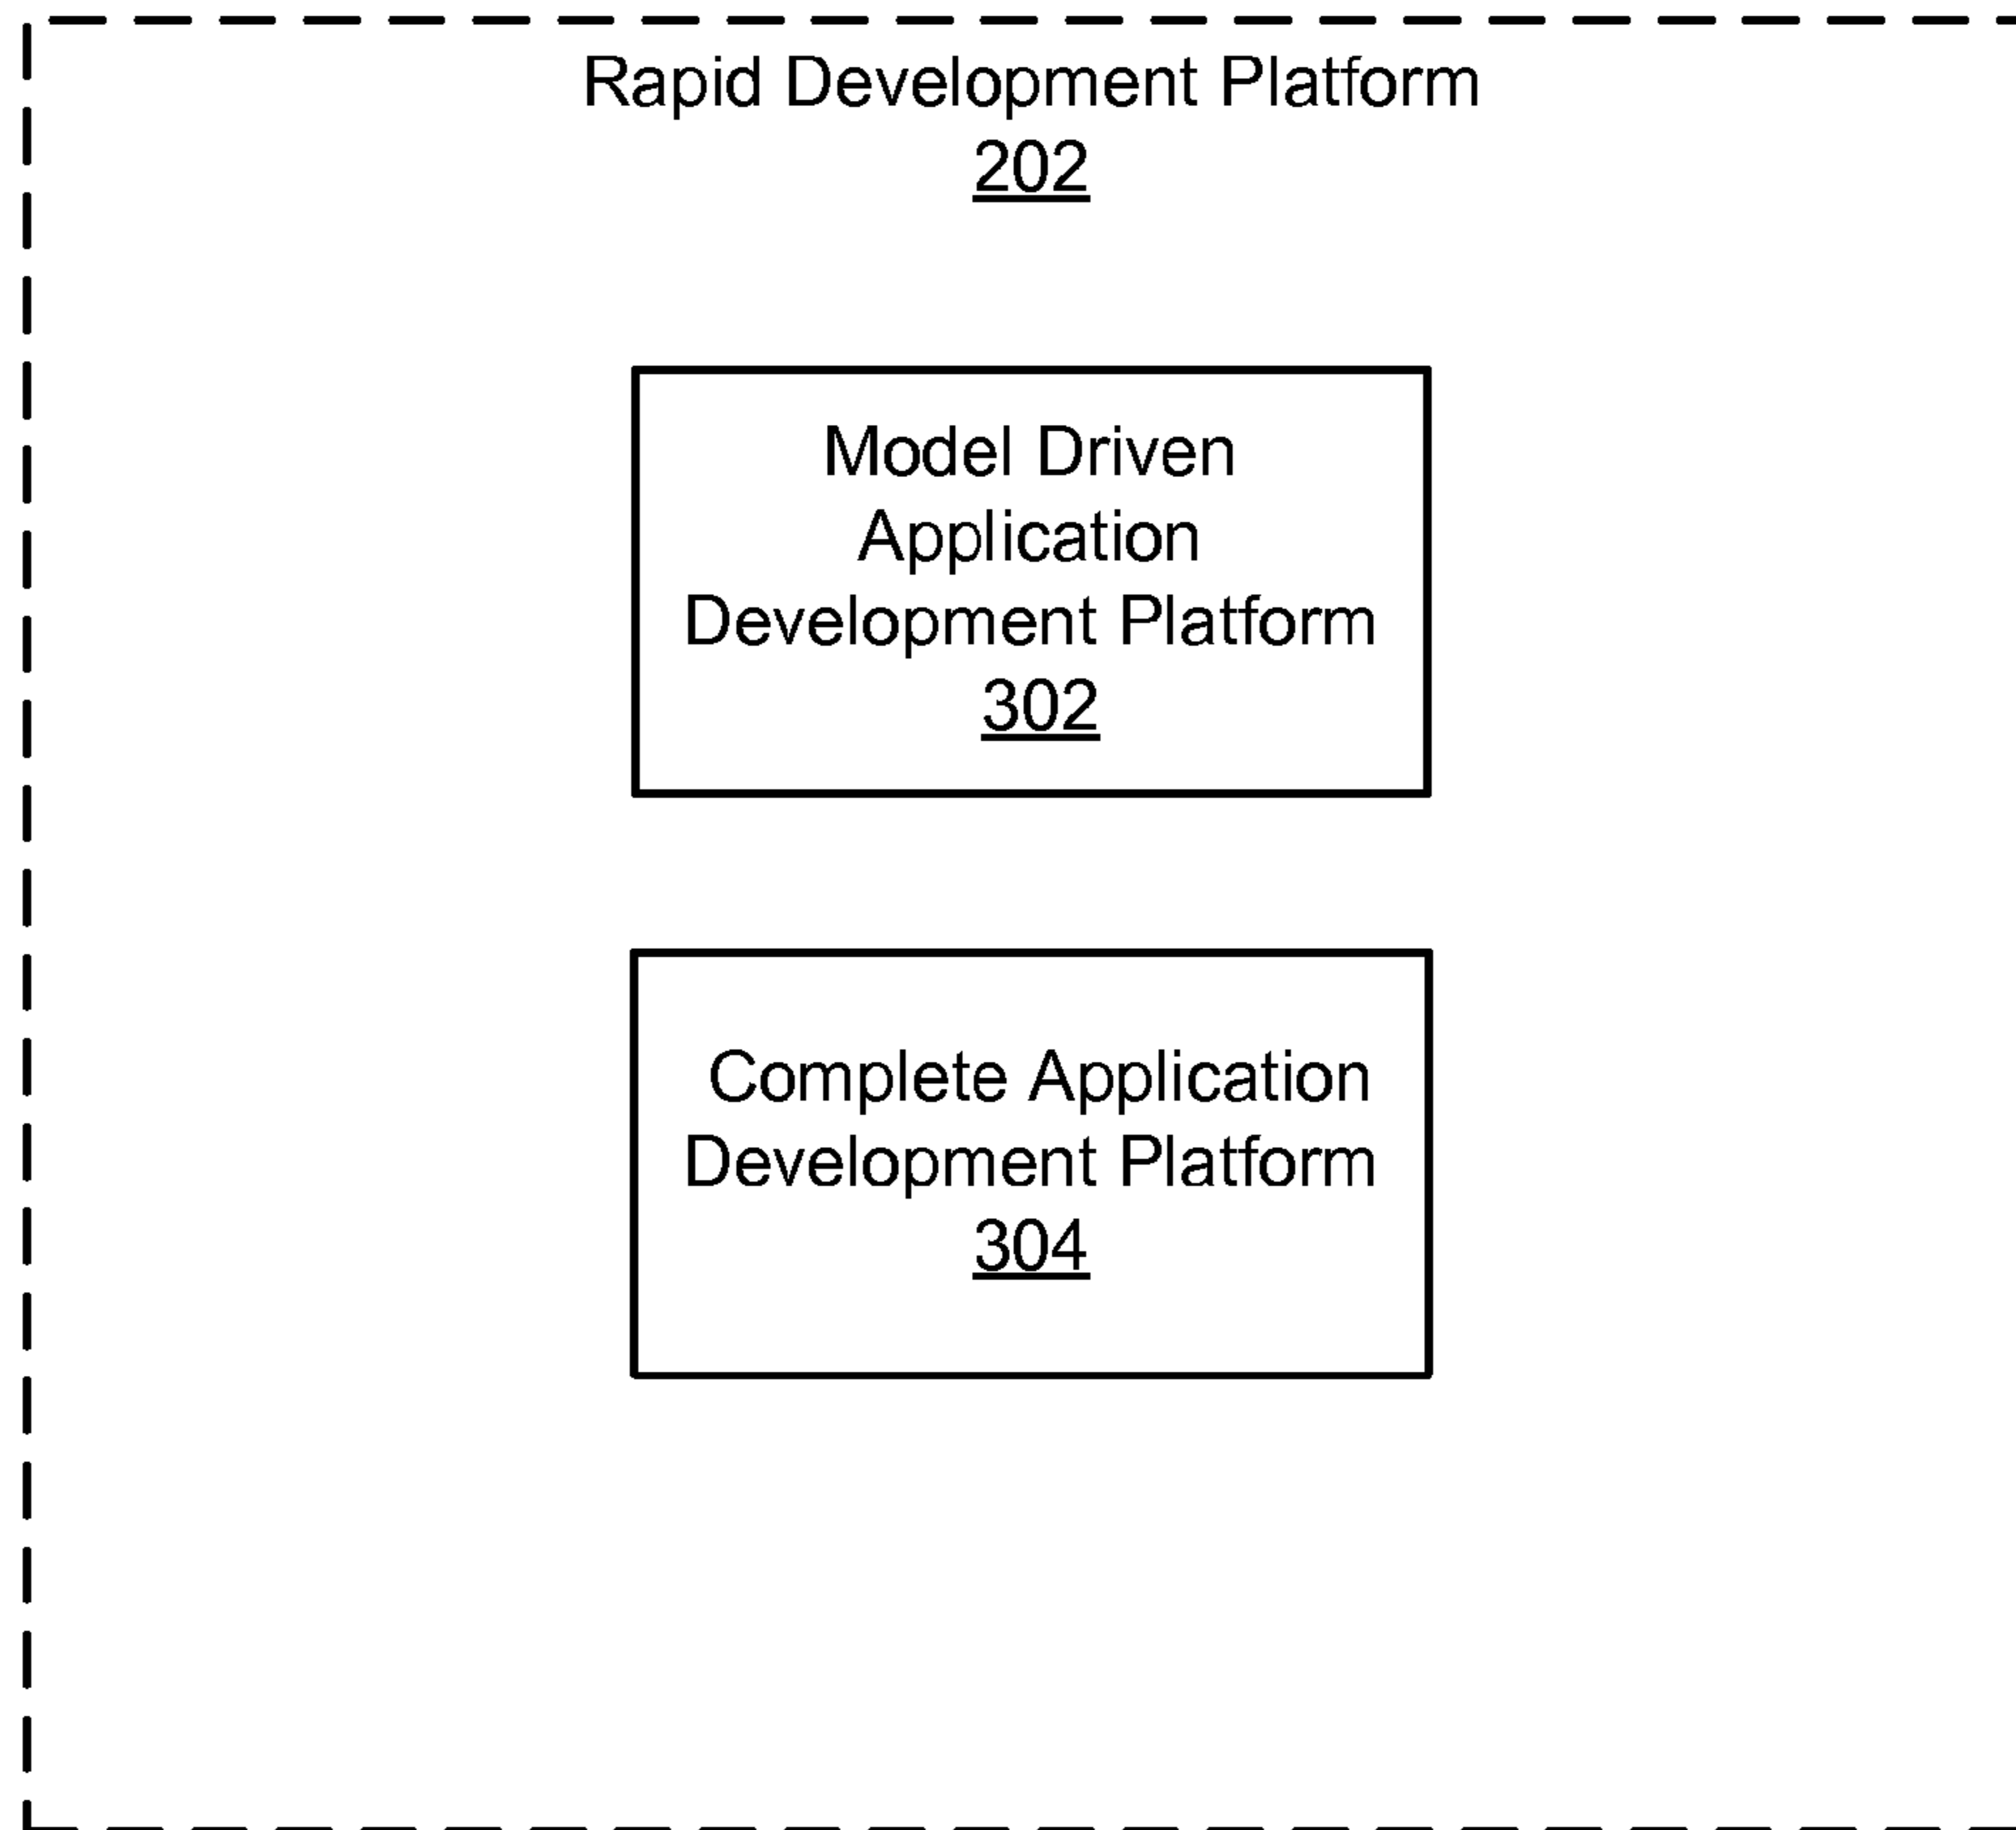 Rapid Development Platform
202
Model Driven
Application
Development Platform
302
Complete Application
Development Platform
304